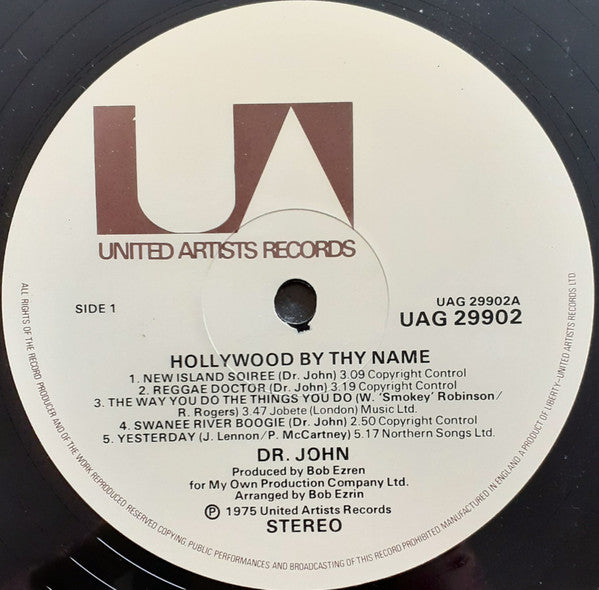 UA
UNITED ARTISTS RECORDS
SIDE 1
UAG 29902A
UAG 29902
HOLLYWOOD BY THY NAME
1. NEW ISLAND SOIREE (Dr. John) 3.09 Copyright Control
2. REGGAE DOCTOR (Dr. John) 3.19 Copyright Control
3. THE WAY YOU DO THE THINGS YOU DO (W. 'Smokey' Robinson/
R. Rogers) 3.47 Jobete (London) Music Ltd.
4. SWANEE RIVER BOOGIE (Dr. John) 2.50 Copyright Control
5. YESTERDAY (J. Lennon/P. McCartney) 5.17 Northern Songs Ltd.
DR. JOHN
Produced by Bob Ezren
for My Own Production Company Ltd.
Arranged by Bob Ezrin
Ⓟ 1975 United Artists Records
STEREO
ALL RIGHTS OF THE RECORD PRODUCER AND OF THE WORK REPRODUCED RESERVED COPYING, PUBLIC PERFORMANCES AND BROADCASTING OF THIS RECORD PROHIBITED. MANUFACTURED IN ENGLAND A PRODUCT OF LIBERTY-UNITED ARTISTS RECORDS LTD